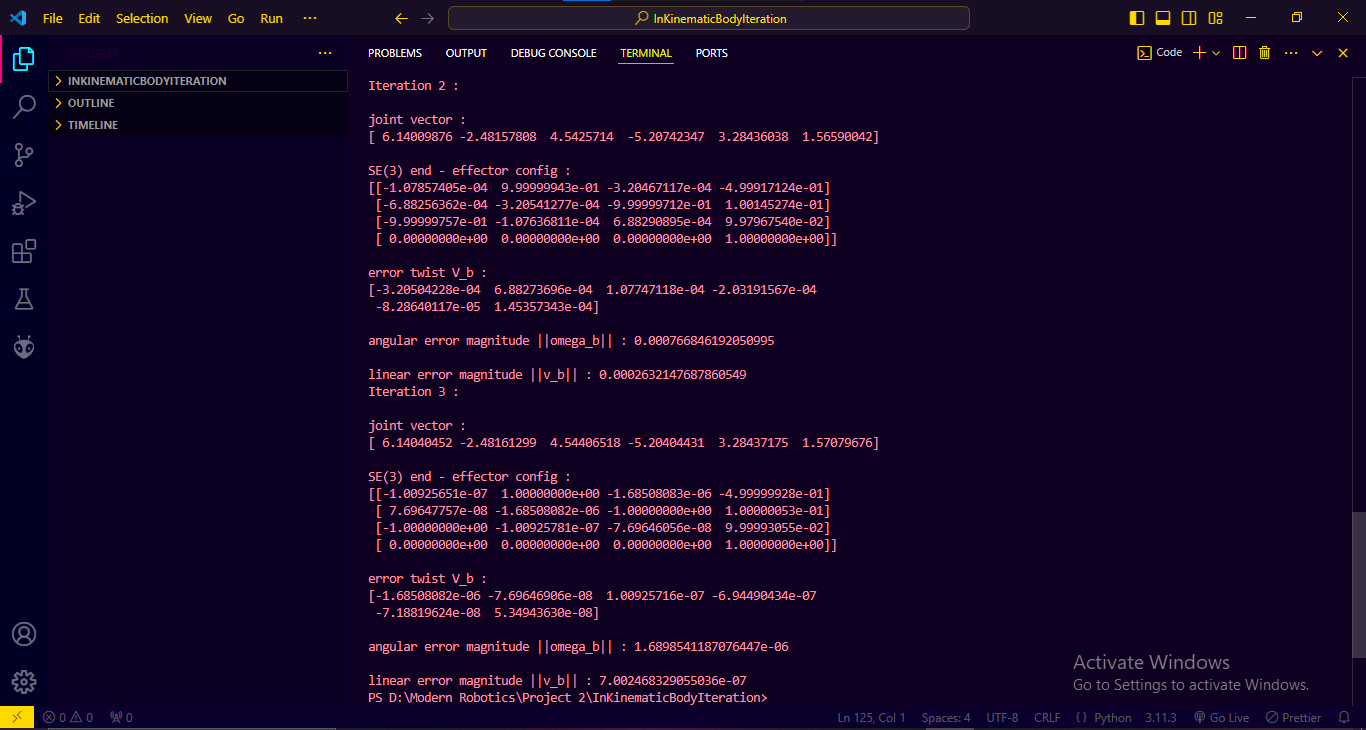 File Edit Selection View Go Run ··· InKinematicBodyIteration
EXPLORER ···
INKINEMATICBODYITERATION
OUTLINE
TIMELINE
PROBLEMS OUTPUT DEBUG CONSOLE TERMINAL PORTS Code
Iteration 2 :
joint vector :
[ 6.14009876 -2.48157808  4.5425714  -5.20742347  3.28436038  1.56590042]
SE(3) end - effector config :
[[-1.07857405e-04  9.99999943e-01 -3.20467117e-04 -4.99917124e-01]
[-6.88256362e-04 -3.20541277e-04 -9.99999712e-01  1.00145274e-01]
[-9.99999757e-01 -1.07636811e-04  6.88290895e-04  9.97967540e-02]
[ 0.00000000e+00  0.00000000e+00  0.00000000e+00  1.00000000e+00]]
error twist V_b :
[-3.20504228e-04  6.88273696e-04  1.07747118e-04 -2.03191567e-04
-8.28640117e-05  1.45357343e-04]
angular error magnitude ||omega_b|| : 0.000766846192050995
linear error magnitude ||v_b|| : 0.0002632147687860549
Iteration 3 :
joint vector :
[ 6.14040452 -2.48161299  4.54406518 -5.20404431  3.28437175  1.57079676]
SE(3) end - effector config :
[[-1.00925651e-07  1.00000000e+00 -1.68508083e-06 -4.99999928e-01]
[ 7.69647757e-08 -1.68508082e-06 -1.00000000e+00  1.00000053e-01]
[-1.00000000e+00 -1.00925781e-07 -7.69646056e-08  9.99993055e-02]
[ 0.00000000e+00  0.00000000e+00  0.00000000e+00  1.00000000e+00]]
error twist V_b :
[-1.68508082e-06 -7.69646906e-08  1.00925716e-07 -6.94490434e-07
-7.18819624e-08  5.34943630e-08]
angular error magnitude ||omega_b|| : 1.6898541187076447e-06
linear error magnitude ||v_b|| : 7.002468329055036e-07
PS D:\Modern Robotics\Project 2\InKinematicBodyIteration>
Activate Windows
Go to Settings to activate Windows.
0 0 0 Ln 125, Col 1 Spaces: 4 UTF-8 CRLF {} Python 3.11.3 Go Live Prettier